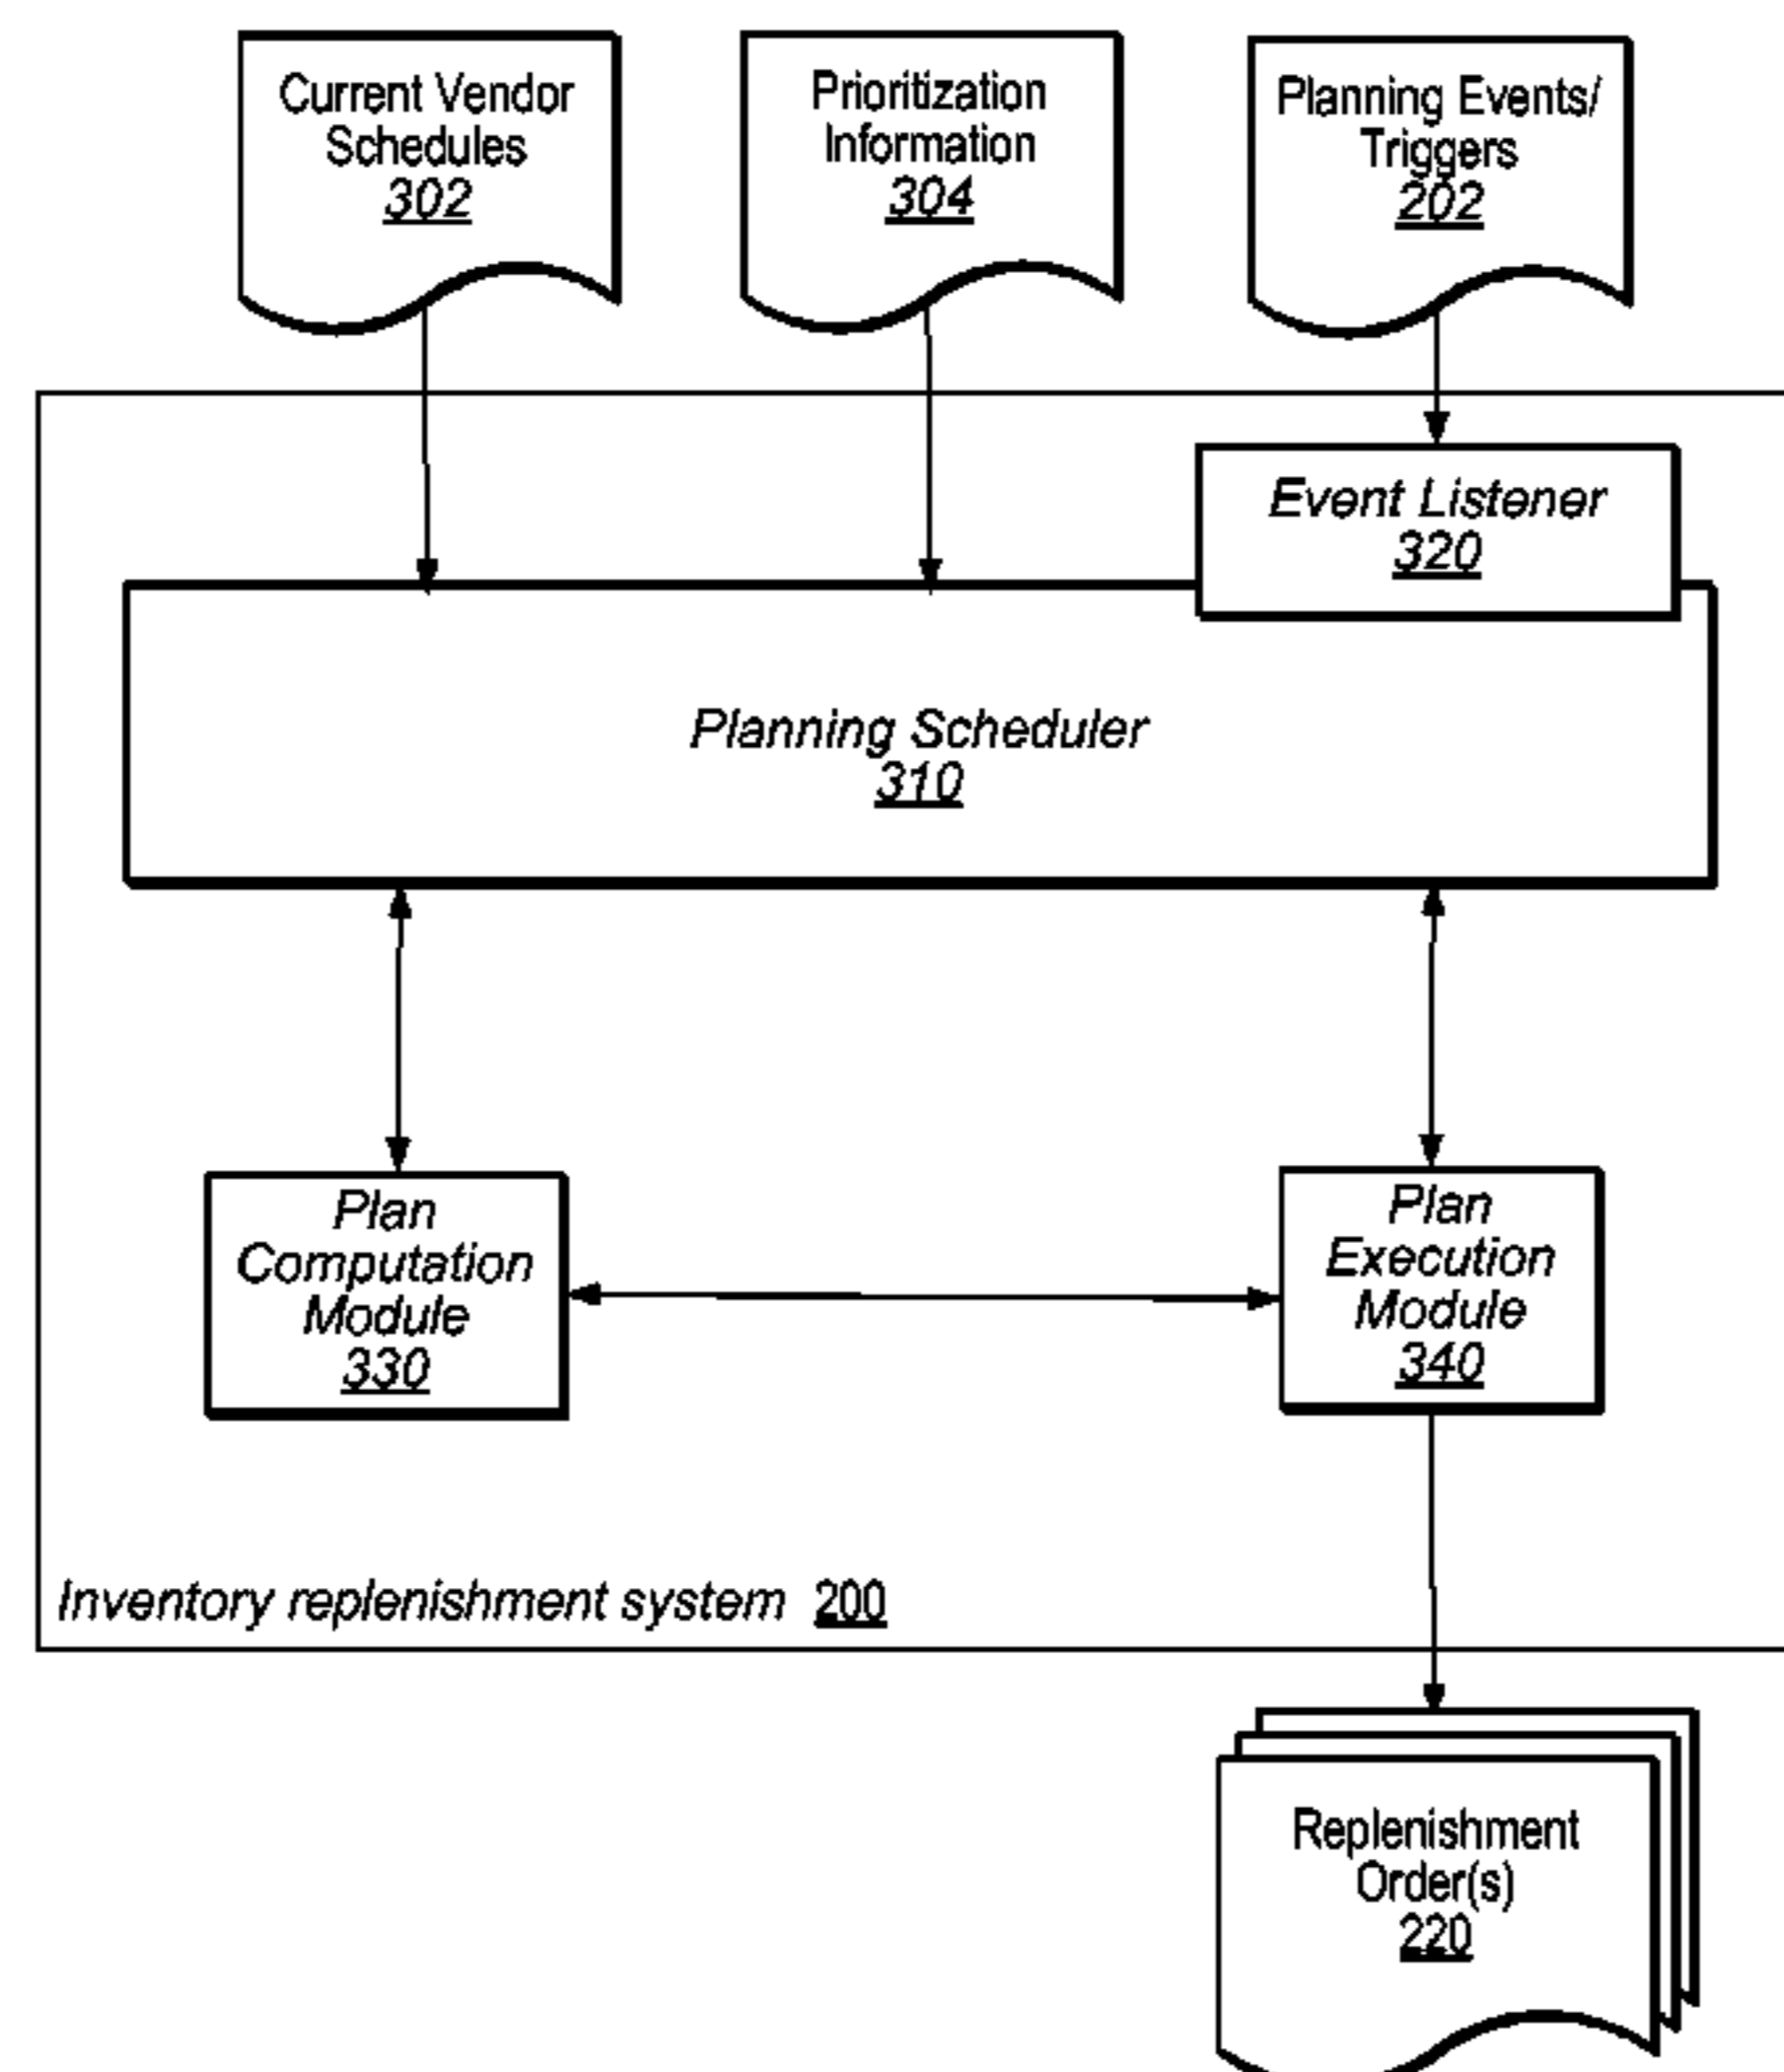 Current Vendor
Schedules
302
Prioritization
Information
304
Planning Events/
Triggers
202
Event Listener
320
Planning Scheduler
310
Plan
Computation
Module
330
Plan
Execution
Module
340
Inventory replenishment system 200
Replenishment
Order(s)
220